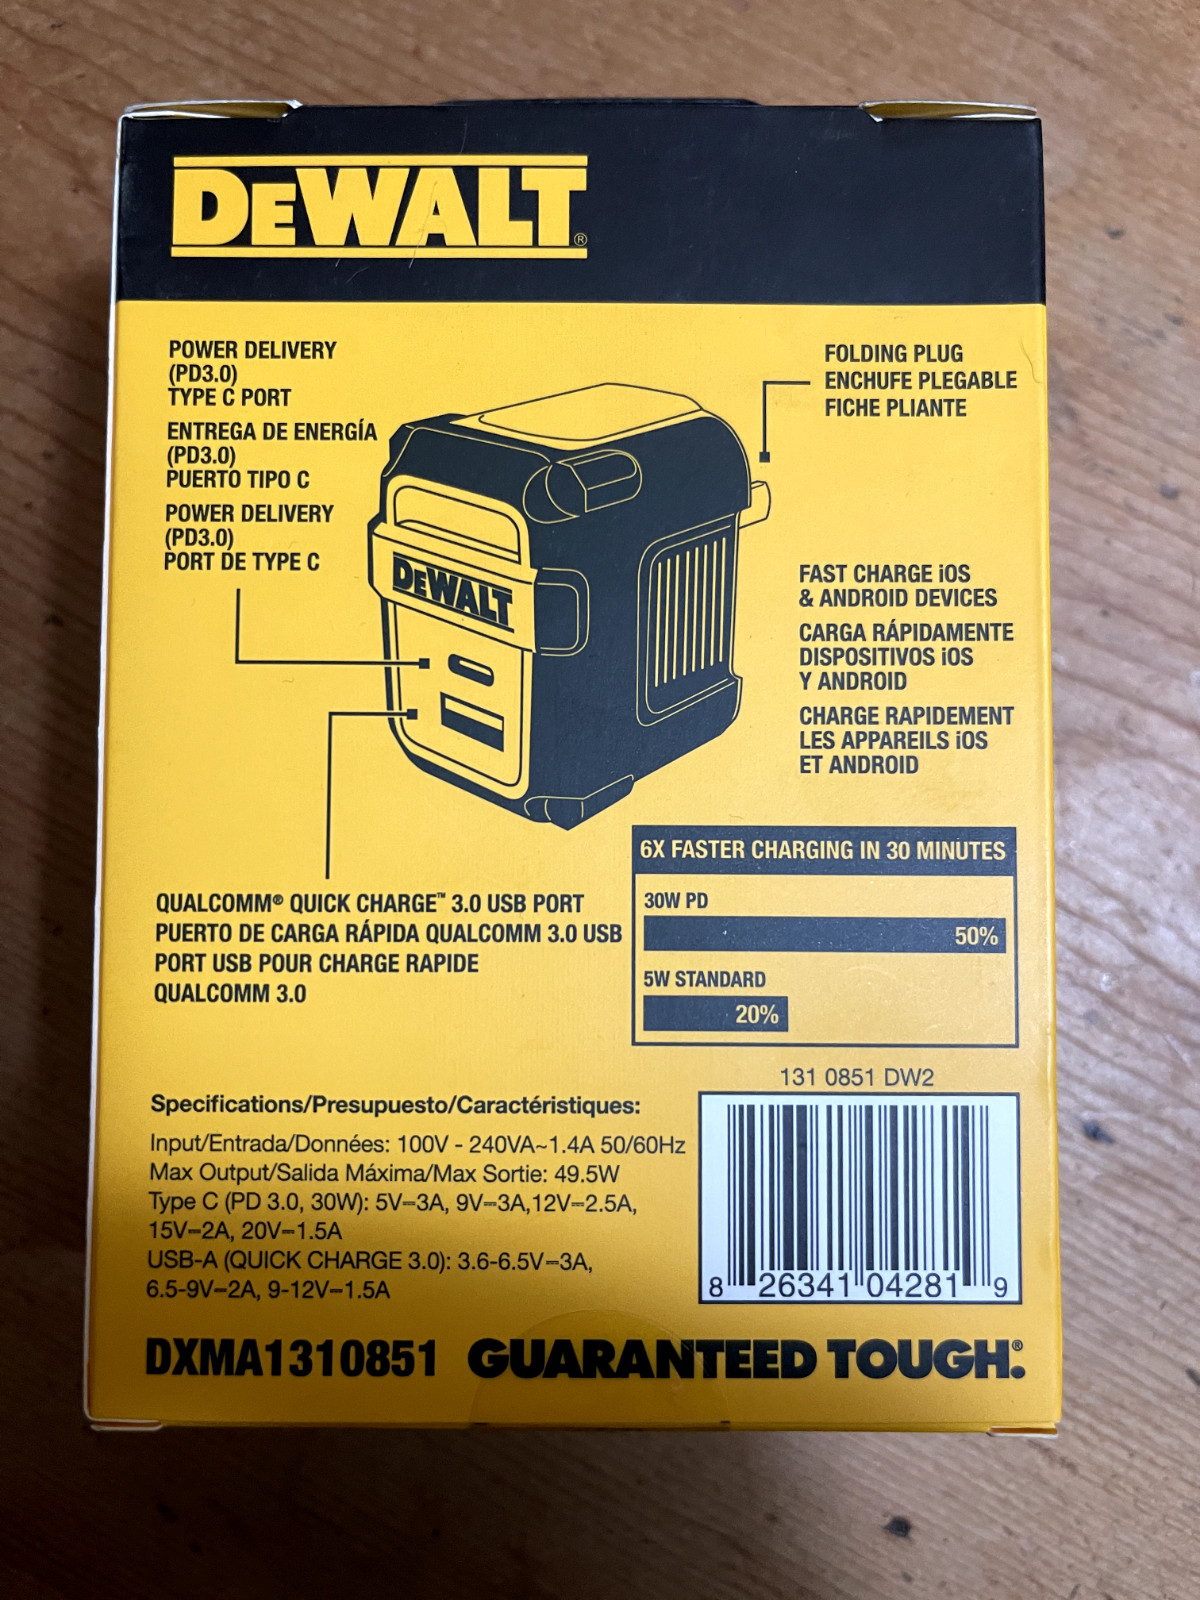 DEWALT®
POWER DELIVERY
(PD3.0)
TYPE C PORT
ENTREGA DE ENERGÍA
(PD3.0)
PUERTO TIPO C
POWER DELIVERY
(PD3.0)
PORT DE TYPE C
FOLDING PLUG
ENCHUFE PLEGABLE
FICHE PLIANTE
DEWALT
FAST CHARGE iOS
& ANDROID DEVICES
CARGA RÁPIDAMENTE
DISPOSITIVOS iOS
Y ANDROID
CHARGE RAPIDEMENT
LES APPAREILS iOS
ET ANDROID
QUALCOMM® QUICK CHARGE™ 3.0 USB PORT
PUERTO DE CARGA RÁPIDA QUALCOMM 3.0 USB
PORT USB POUR CHARGE RAPIDE
QUALCOMM 3.0
6X FASTER CHARGING IN 30 MINUTES
30W PD
50%
5W STANDARD
20%
131 0851 DW2
Specifications/Presupuesto/Caractéristiques:
Input/Entrada/Données: 100V - 240VA~1.4A 50/60Hz
Max Output/Salida Máxima/Max Sortie: 49.5W
Type C (PD 3.0, 30W): 5V⎓3A, 9V⎓3A,12V⎓2.5A,
15V⎓2A, 20V⎓1.5A
USB-A (QUICK CHARGE 3.0): 3.6-6.5V⎓3A,
6.5-9V⎓2A, 9-12V⎓1.5A
8 26341 04281 9
DXMA1310851 GUARANTEED TOUGH.®